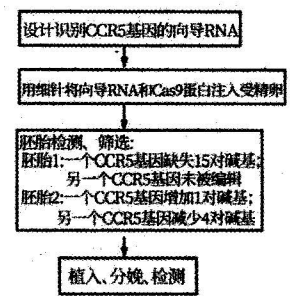 设计识别CCR5基因的向导RNA
用细针将向导RNA和Cas9蛋白注入受精卵
胚胎检测、筛选:
胚胎1:一个CCR5基因缺失15对碱基;
另一个CCR5基因未被编辑
胚胎2:一个CCR5基因增加1对碱基;
另一个CCR5基因减少4对碱基
植入、分娩、检测